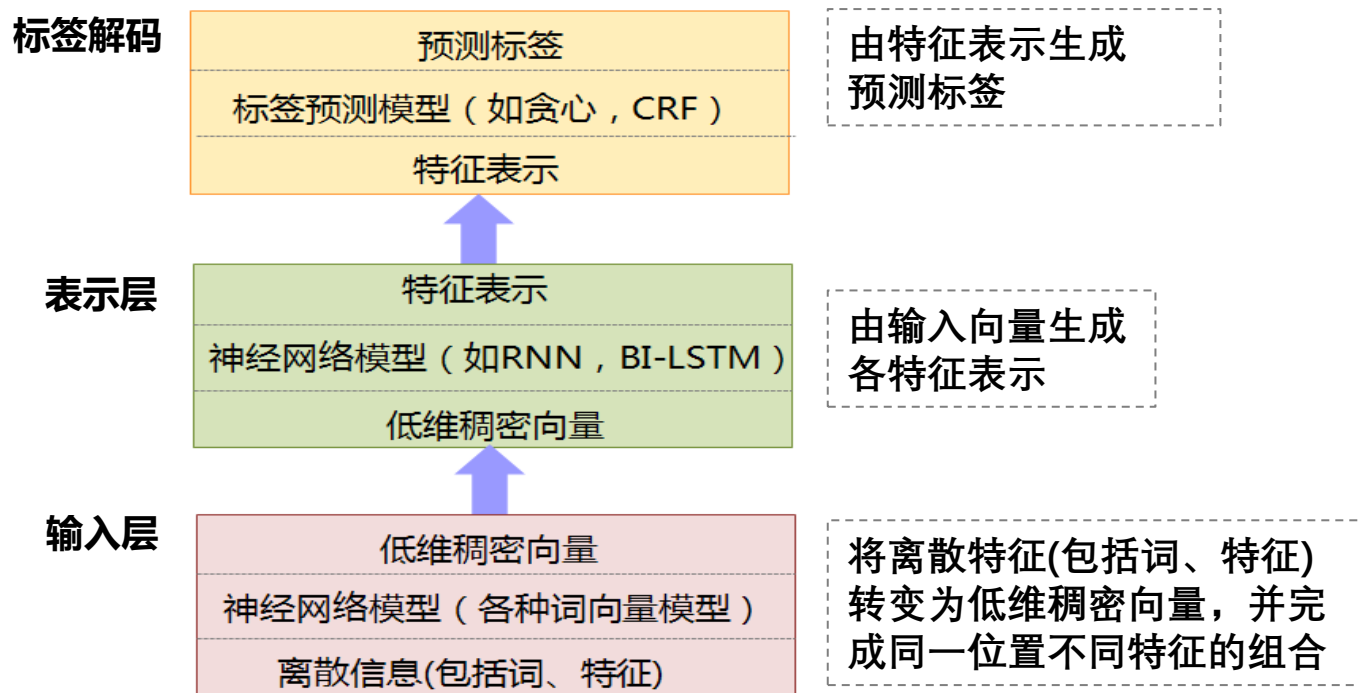 标签解码
预测标签
标签预测模型（如贪心，CRF）
特征表示
由特征表示生成
预测标签
表示层
特征表示
神经网络模型（如RNN，BI-LSTM）
低维稠密向量
由输入向量生成
各特征表示
输入层
低维稠密向量
神经网络模型（各种词向量模型）
离散信息(包括词、特征)
将离散特征(包括词、特征)
转变为低维稠密向量，并完
成同一位置不同特征的组合